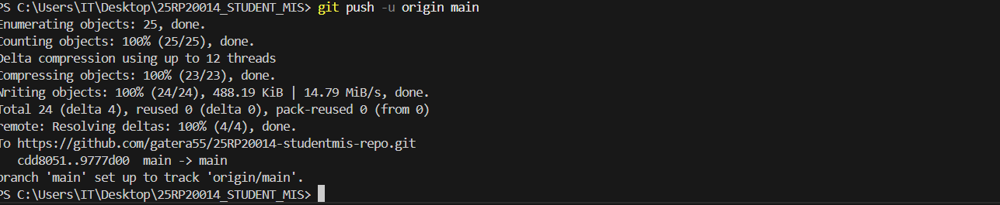 PS C:\Users\IT\Desktop\25RP20014_STUDENT_MIS> git push -u origin main
Enumerating objects: 25, done.
Counting objects: 100% (25/25), done.
Delta compression using up to 12 threads
Compressing objects: 100% (23/23), done.
Writing objects: 100% (24/24), 488.19 KiB | 14.79 MiB/s, done.
Total 24 (delta 4), reused 0 (delta 0), pack-reused 0 (from 0)
remote: Resolving deltas: 100% (4/4), done.
To https://github.com/gatera55/25RP20014-studentmis-repo.git
   cdd8051..9777d00  main -> main
branch 'main' set up to track 'origin/main'.
PS C:\Users\IT\Desktop\25RP20014_STUDENT_MIS>